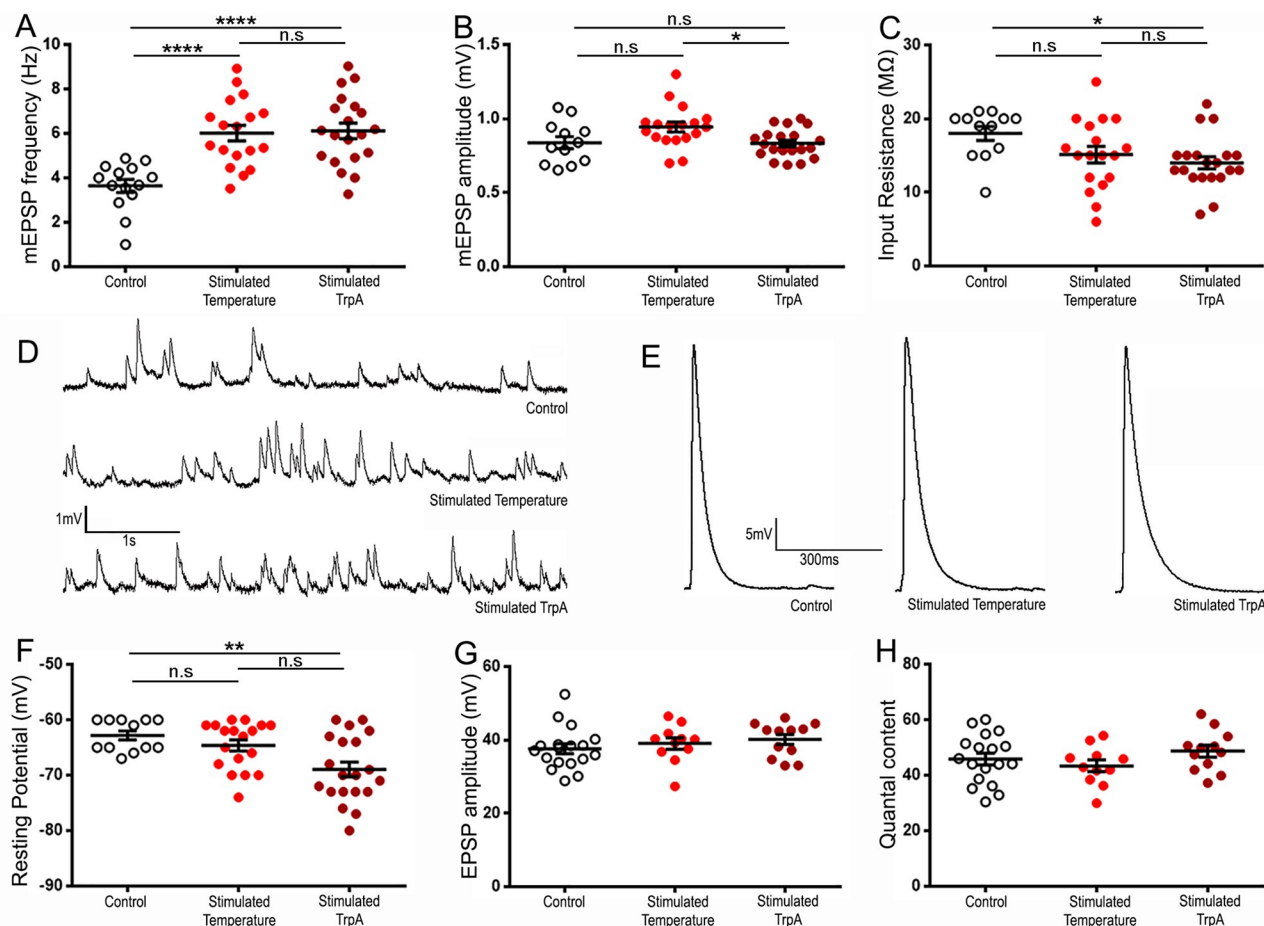 A
mEPSP frequency (Hz)
****
****
n.s
10
8
6
4
2
0
Control
Stimulated
Temperature
Stimulated
TrpA
B
mEPSP amplitude (mV)
n.s
n.s
*
1.5
1.0
0.5
0.0
Control
Stimulated
Temperature
Stimulated
TrpA
C
Input Resistance (MΩ)
*
n.s
n.s
30
20
10
0
Control
Stimulated
Temperature
Stimulated
TrpA
D
Control
Stimulated Temperature
1mV
1s
Stimulated TrpA
E
5mV
300ms
Control
Stimulated Temperature
Stimulated TrpA
F
Resting Potential (mV)
**
n.s
n.s
-50
-60
-70
-80
-90
Control
Stimulated
Temperature
Stimulated
TrpA
G
EPSP amplitude (mV)
60
40
20
0
Control
Stimulated
Temperature
Stimulated
TrpA
H
Quantal content
80
60
40
20
0
Control
Stimulated
Temperature
Stimulated
TrpA